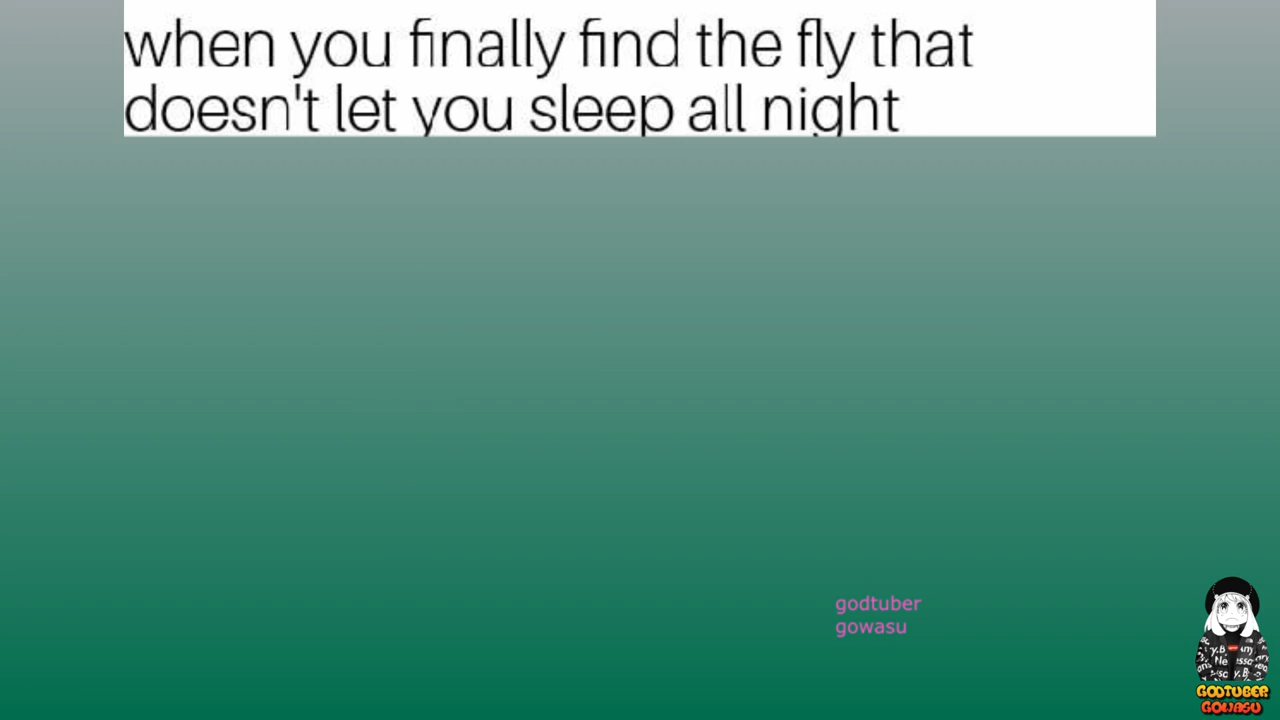 when you finally find the fly that
doesn't let you sleep all night
godtuber
gowasu
GODTUBER
GOWASU